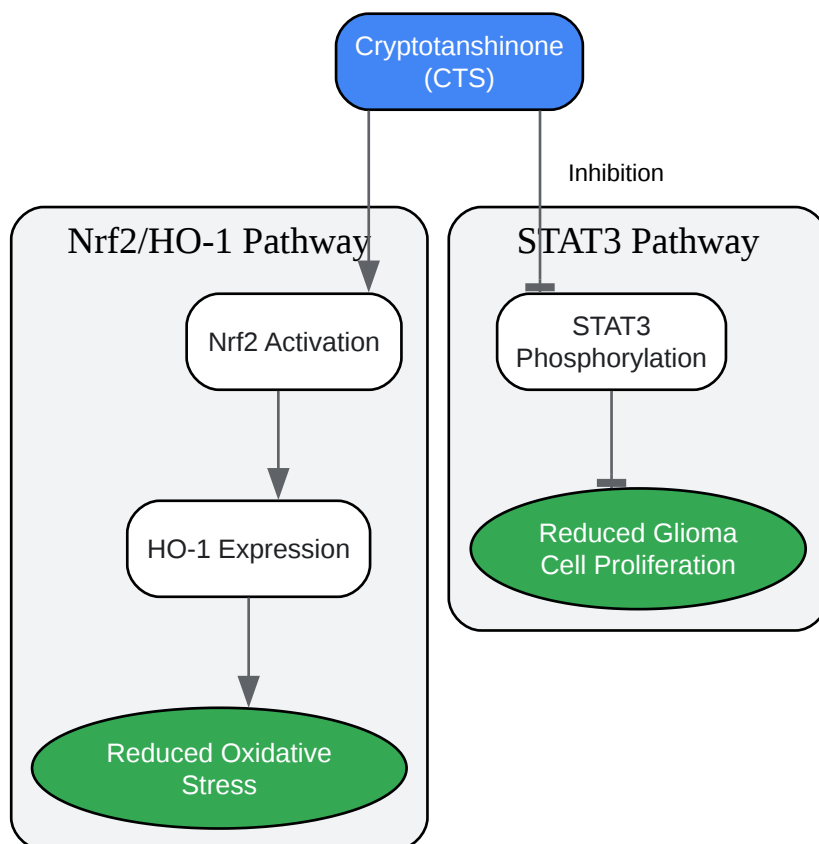 Cryptotanshinone
(CTS)
Inhibition
Nrf2/HO-1 Pathway
Nrf2 Activation
HO-1 Expression
Reduced Oxidative
Stress
STAT3 Pathway
STAT3
Phosphorylation
Reduced Glioma
Cell Proliferation